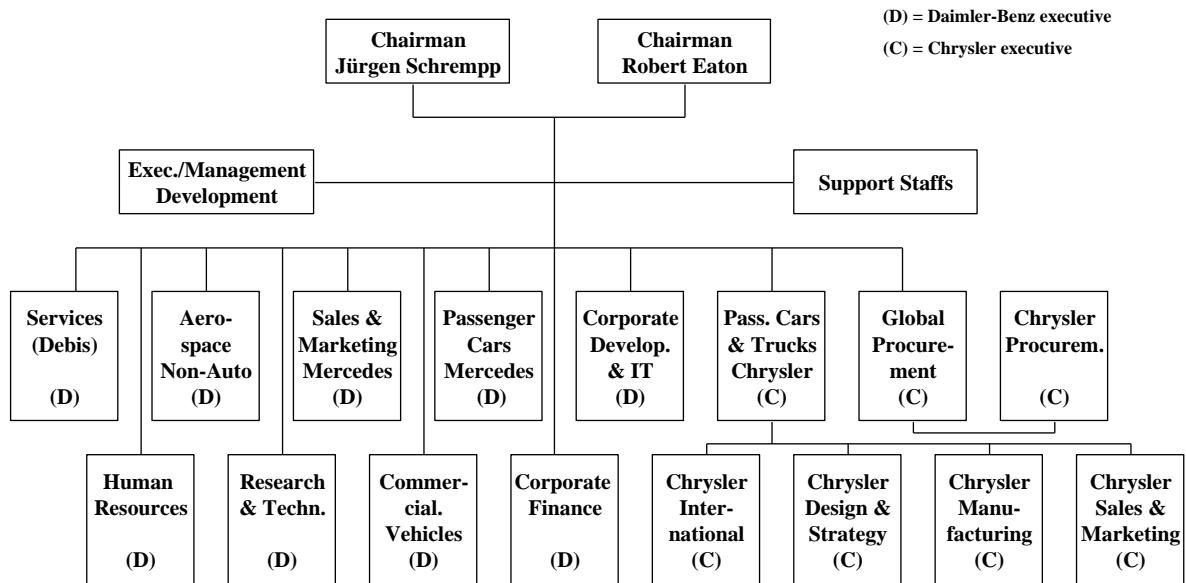 Chairman
Jürgen Schrempp
Chairman
Robert Eaton
(D) = Daimler-Benz executive
(C) = Chrysler executive
Exec./Management
Development
Support Staffs
Services
(Debis)
(D)
Aero-
space
Non-Auto
(D)
Sales &
Marketing
Mercedes
(D)
Passenger
Cars
Mercedes
(D)
Corporate
Develop.
& IT
(D)
Pass. Cars
& Trucks
Chrysler
(C)
Global
Procure-
ment
(C)
Chrysler
Procurem.
(C)
Human
Resources
(D)
Research
& Techn.
(D)
Commer-
cial.
Vehicles
(D)
Corporate
Finance
(D)
Chrysler
Inter-
national
(C)
Chrysler
Design &
Strategy
(C)
Chrysler
Manu-
facturing
(C)
Chrysler
Sales &
Marketing
(C)